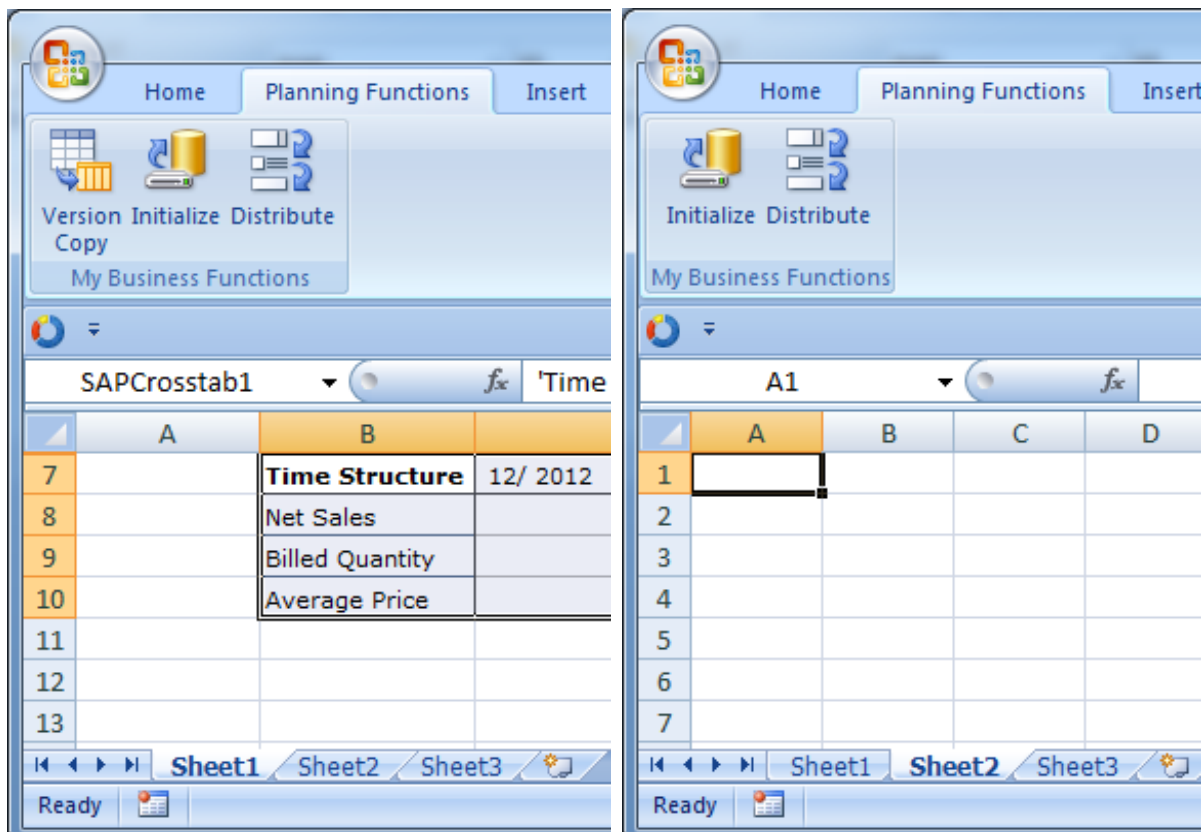 Home Planning Functions Insert
Version Initialize Distribute
Copy
My Business Functions
SAPCrosstab1 fx 'Time
A B
7 Time Structure 12/ 2012
8 Net Sales
9 Billed Quantity
10 Average Price
11
12
13
Sheet1 Sheet2 Sheet3
Ready
Home Planning Functions Insert
Initialize Distribute
My Business Functions
A1 fx
A B C D
1
2
3
4
5
6
7
Sheet1 Sheet2 Sheet3
Ready